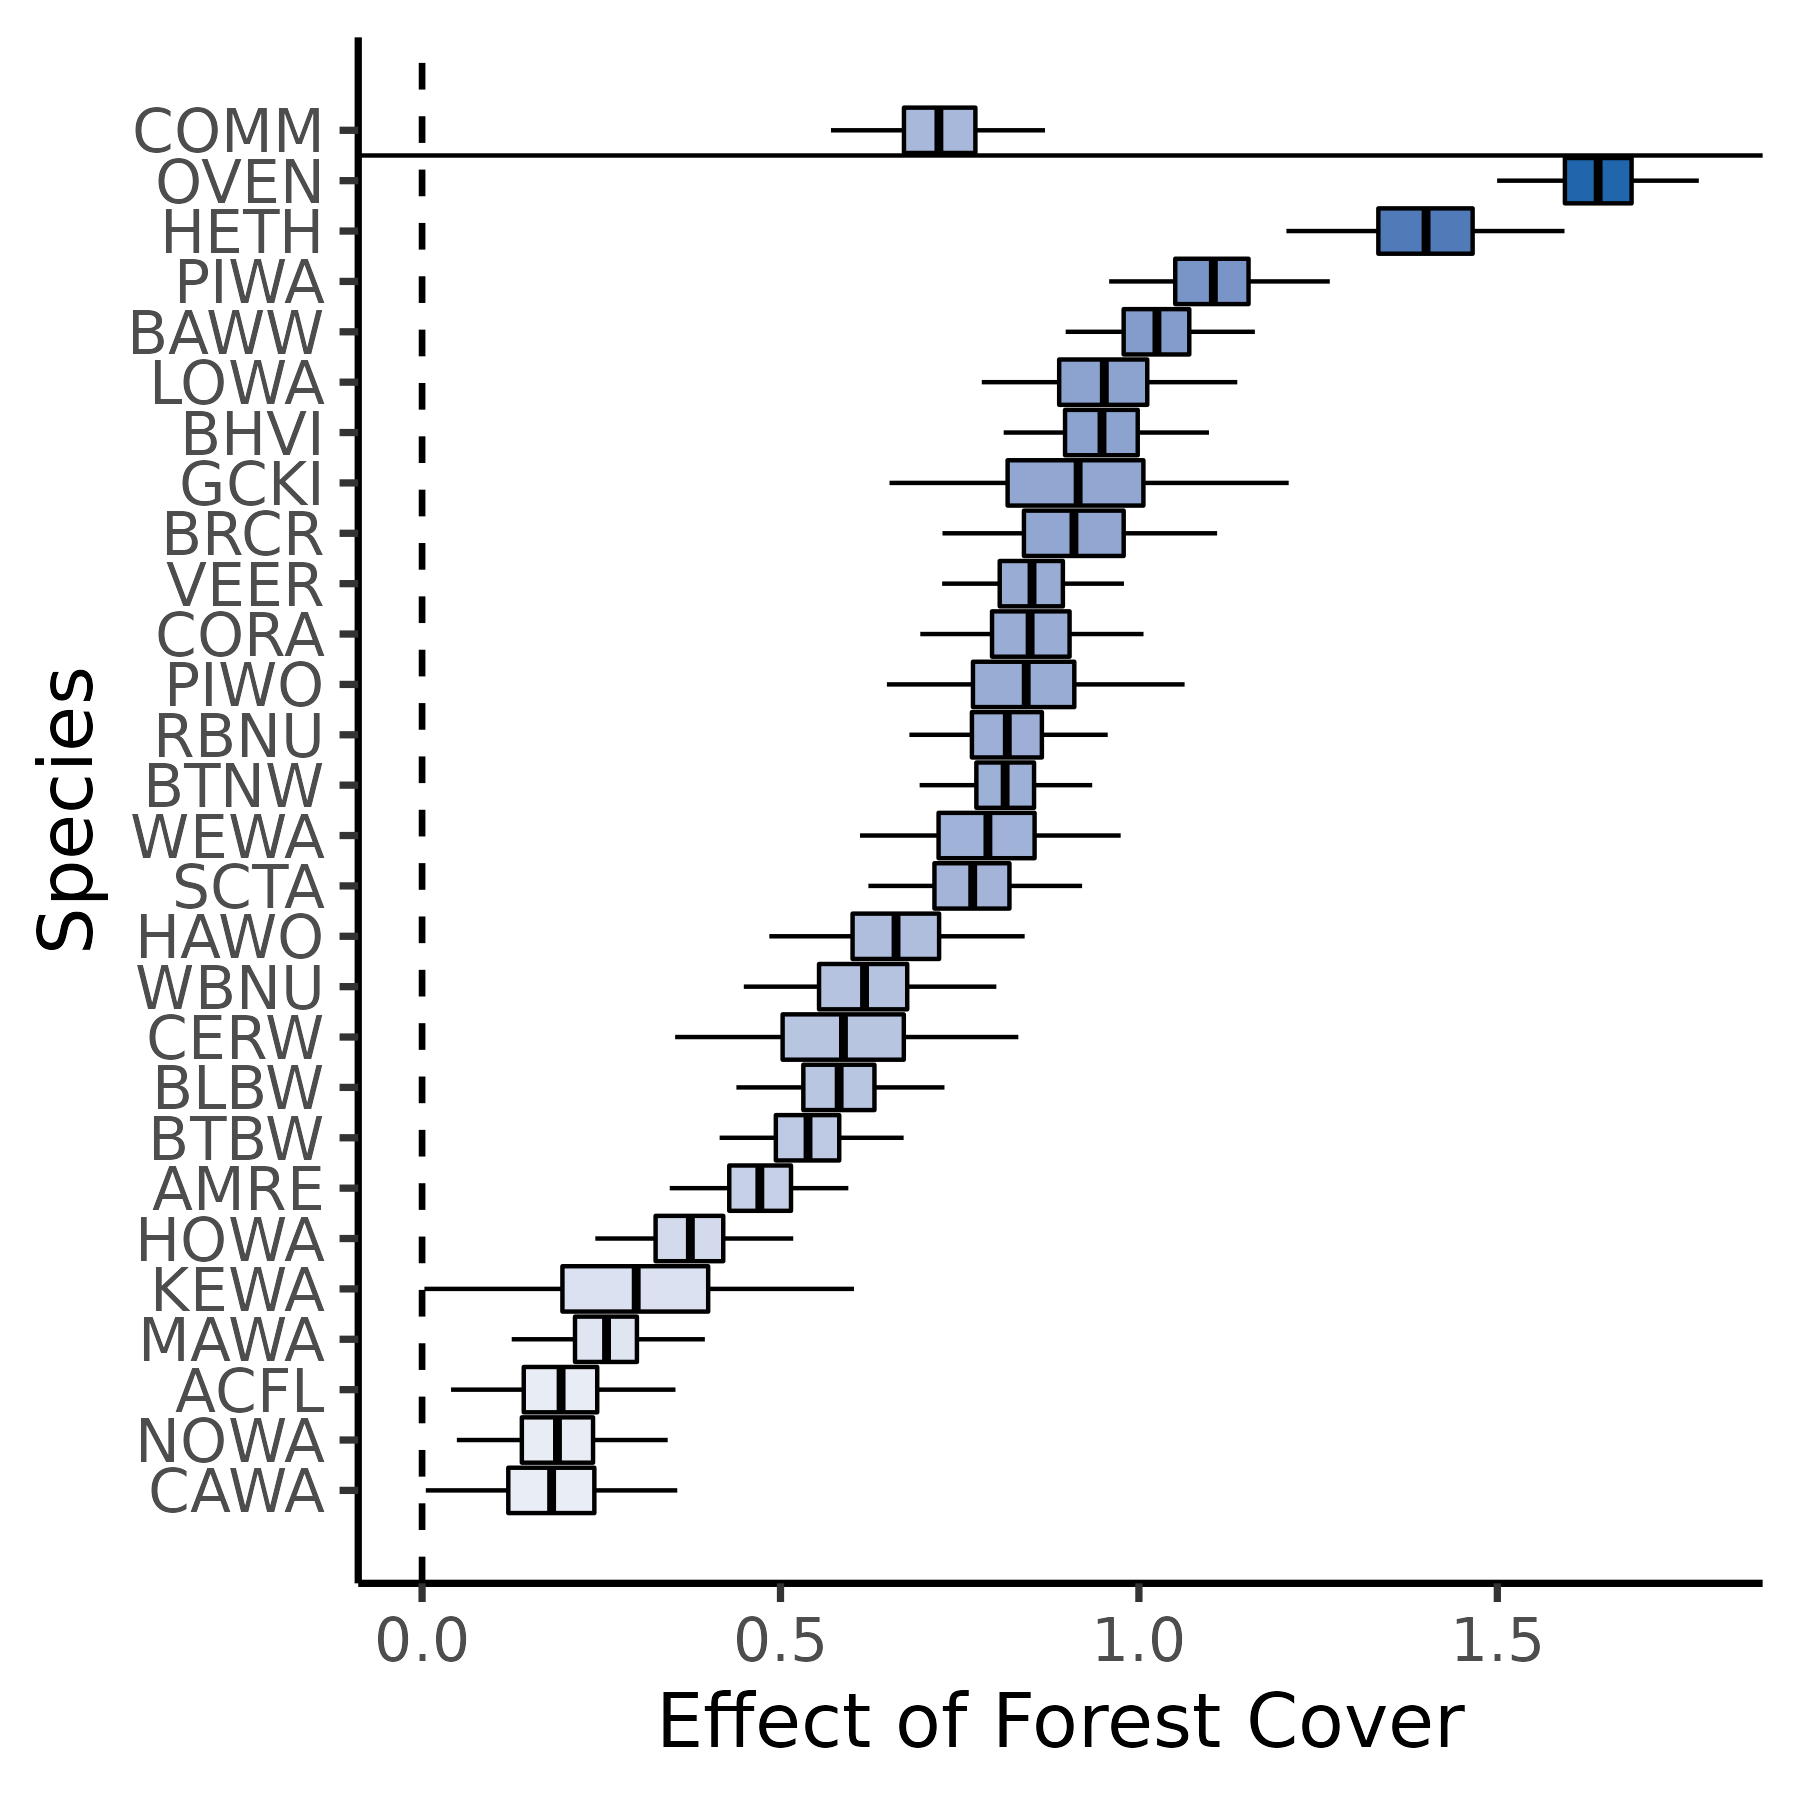 COMM
OVEN
HETH
PIWA
BAWW
LOWA
BHVI
GCKI
BRCR
VEER
CORA
PIWO
RBNU
BTNW
WEWA
SCTA
HAWO
WBNU
CERW
BLBW
BTBW
AMRE
HOWA
KEWA
MAWA
ACFL
NOWA
CAWA
Species
0.0 0.5 1.0 1.5
Effect of Forest Cover